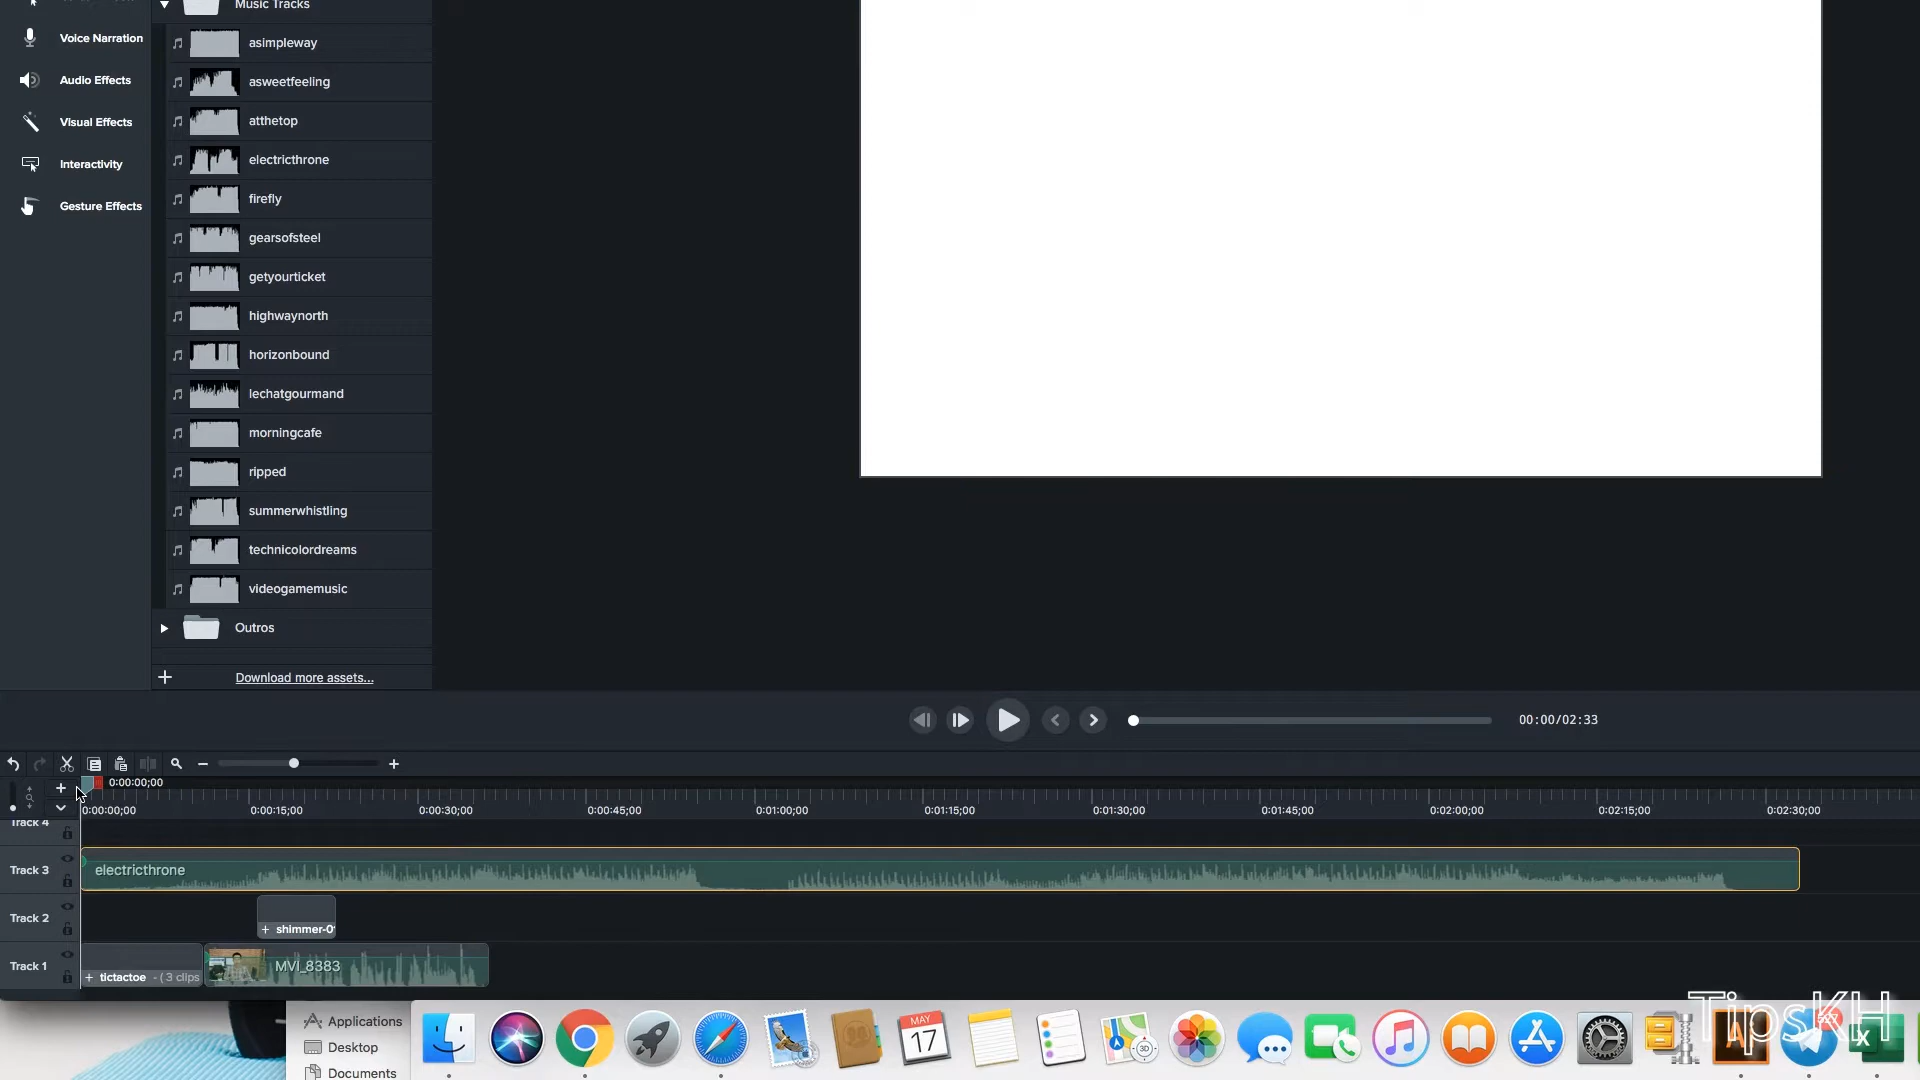 Music Tracks
Voice Narration
asimpleway
Audio Effects
asweetfeeling
Visual Effects
atthetop
Interactivity
electricthrone
Gesture Effects
firefly
gearsofsteel
getyourticket
highwaynorth
horizonbound
lechatgourmand
morningcafe
ripped
summerwhistling
technicolordreams
videogamemusic
Outros
Download more assets...
00:00/02:33
0:00:00;00
0:00:00;00 0:00:15;00 0:00:30;00 0:00:45;00 0:01:00;00 0:01:15;00 0:01:30;00 0:01:45;00 0:02:00;00 0:02:15;00 0:02:30;00
Track 4
Track 3 electricthrone
Track 2 + shimmer-0
Track 1 MVI_8383
+ tictactoe - ( 3 clips
TipsKH
Applications
Desktop
Documents
MAY
17
3D